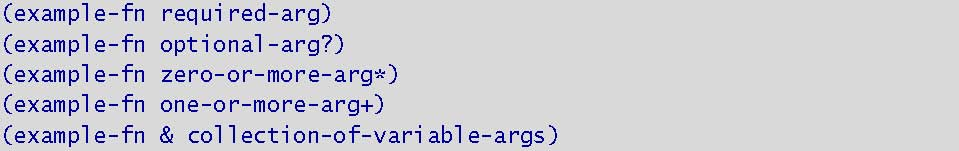 (example-fn required-arg)
(example-fn optional-arg?)
(example-fn zero-or-more-arg*)
(example-fn one-or-more-arg+)
(example-fn & collection-of-variable-args)